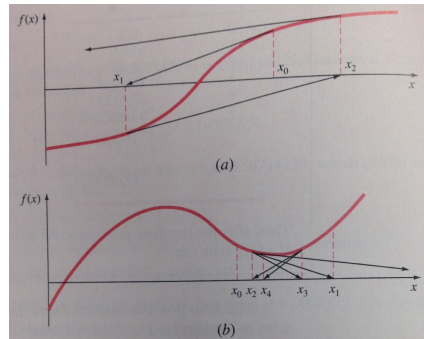 f(x)
x₁
x₀
x₂
x
(a)
f(x)
x₀ x₂ x₄ x₃ x₁
x
(b)